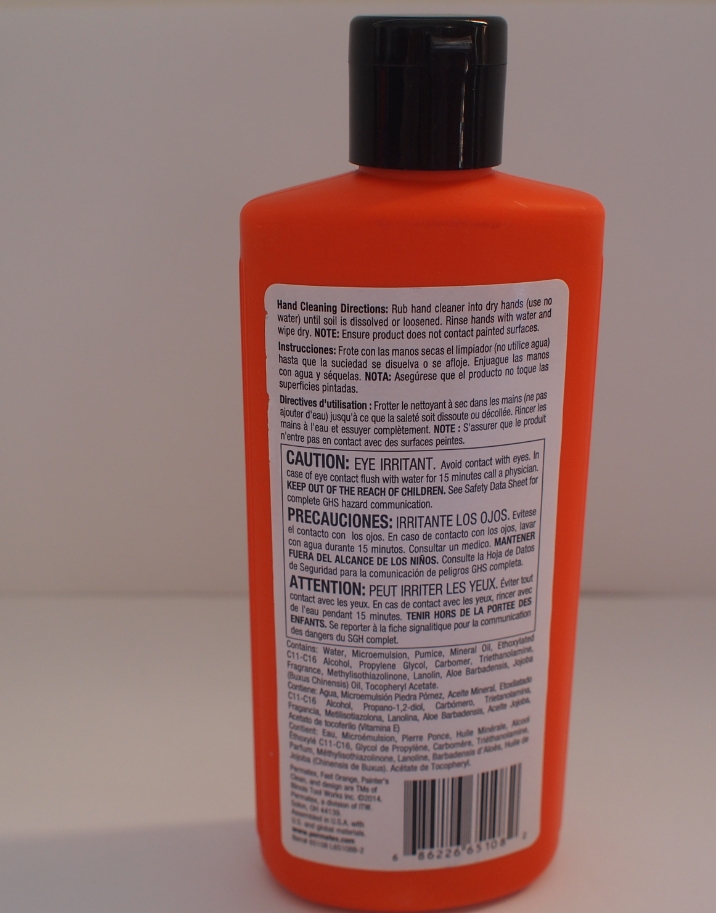 Hand Cleaning Directions: Rub hand cleaner into dry hands (use no
water) until soil is dissolved or loosened. Rinse hands with water and
wipe dry. NOTE: Ensure product does not contact painted surfaces.
Instrucciones: Frote con las manos secas el limpiador (no utilice agua)
hasta que la suciedad se disuelva o se afloje. Enjuague las manos
con agua y séquelas. NOTA: Asegúrese que el producto no toque las
superficies pintadas.
Directives d'utilisation : Frotter le nettoyant à sec dans les mains (ne pas
ajouter d'eau) jusqu'à ce que la saleté soit dissoute ou décollée. Rincer les
mains à l'eau et essuyer complètement. NOTE : S'assurer que le produit
n'entre pas en contact avec des surfaces peintes.
CAUTION: EYE IRRITANT. Avoid contact with eyes. In
case of eye contact flush with water for 15 minutes call a physician.
KEEP OUT OF THE REACH OF CHILDREN. See Safety Data Sheet for
complete GHS hazard communication.
PRECAUCIONES: IRRITANTE LOS OJOS. Evitese
el contacto con los ojos. En caso de contacto con los ojos, lavar
con agua durante 15 minutos. Consultar un medico. MANTENER
FUERA DEL ALCANCE DE LOS NIÑOS. Consulte la Hoja de Datos
de Seguridad para la comunicación de peligros GHS completa.
ATTENTION: PEUT IRRITER LES YEUX. Éviter tout
contact avec les yeux. En cas de contact avec les yeux, rincer avec
de l'eau pendant 15 minutes. TENIR HORS DE LA PORTEE DES
ENFANTS. Se reporter à la fiche signalitique pour la communication
des dangers du SGH complet.
Contains: Water, Microemulsion, Pumice, Mineral Oil, Ethoxylated
C11-C16 Alcohol, Propylene Glycol, Carbomer, Triethanolamine,
Fragrance, Methylisothiazolinone, Lanolin, Aloe Barbadensis, Jojoba
(Buxus Chinensis) Oil, Tocopheryl Acetate.
Contiene: Agua, Microemulsión Piedra Pómez, Aceite Mineral, Etoxilatado
C11-C16 Alcohol, Propano-1,2-diol, Carbómero, Trietanolamina,
Fragancia, Metilisotiazolona, Lanolina, Aloe Barbadensis, Aceite Jojoba,
Acetato de tocoferilo (Vitamina E)
Contient: Eau, Microémulsion, Pierre Ponce, Huile Minérale, Alcool
Éthoxylé C11-C16, Glycol de Propylène, Carbomère, Triéthanolamine,
Parfum, Méthylisothiazolinone, Lanoline, Barbadensis d'Aloès, Huile de
Jojoba (Chinensis de Buxus), Acétate de Tocopheryl.
Permatex, Fast Orange, Painter's
Clean, and design are TMs of
Illinois Tool Works Inc. ©2014.
Permatex, a division of ITW.
Solon, OH 44139.
Assembled in U.S.A. with
U.S. and global materials.
www.permatex.com
6 86226 65108 2